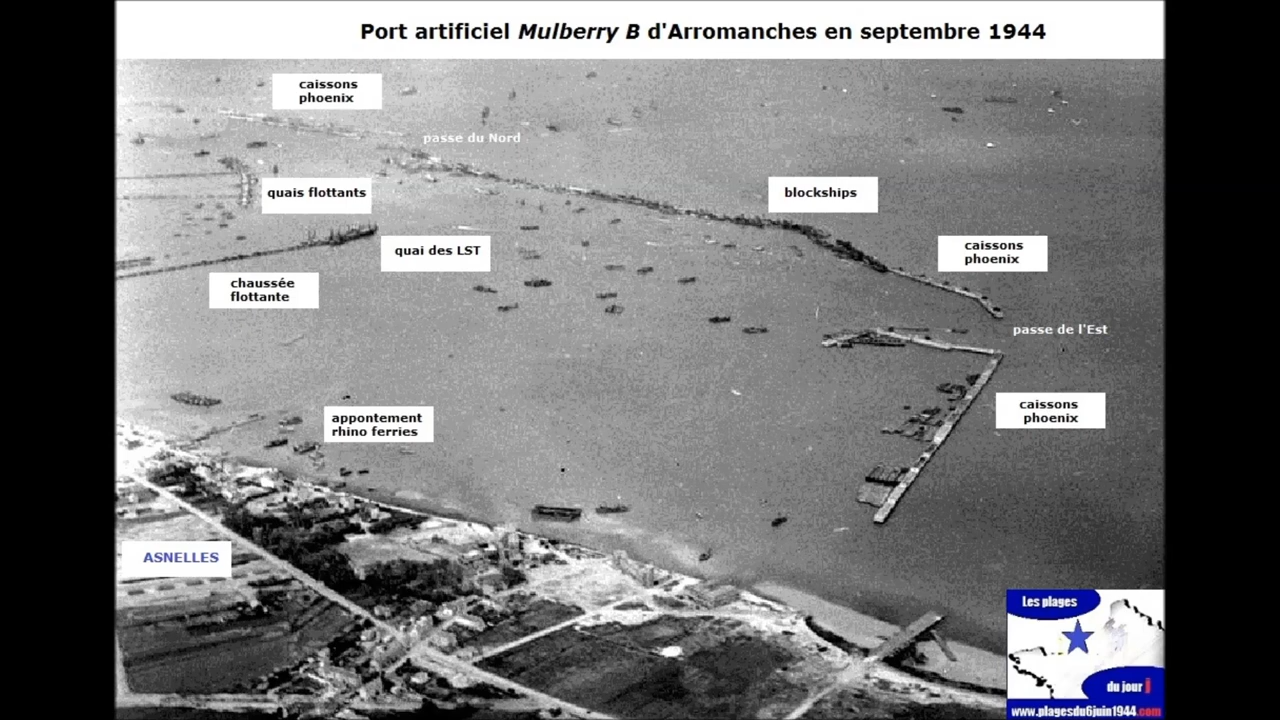 Port artificiel Mulberry B d'Arromanches en septembre 1944
caissons
phoenix
passe du Nord
quais flottants
blockships
quai des LST
caissons
phoenix
chaussée
flottante
passe de l'Est
caissons
phoenix
appontement
rhino ferries
ASNELLES
Les plages
du jour j
www.plagesdu6juin1944.com